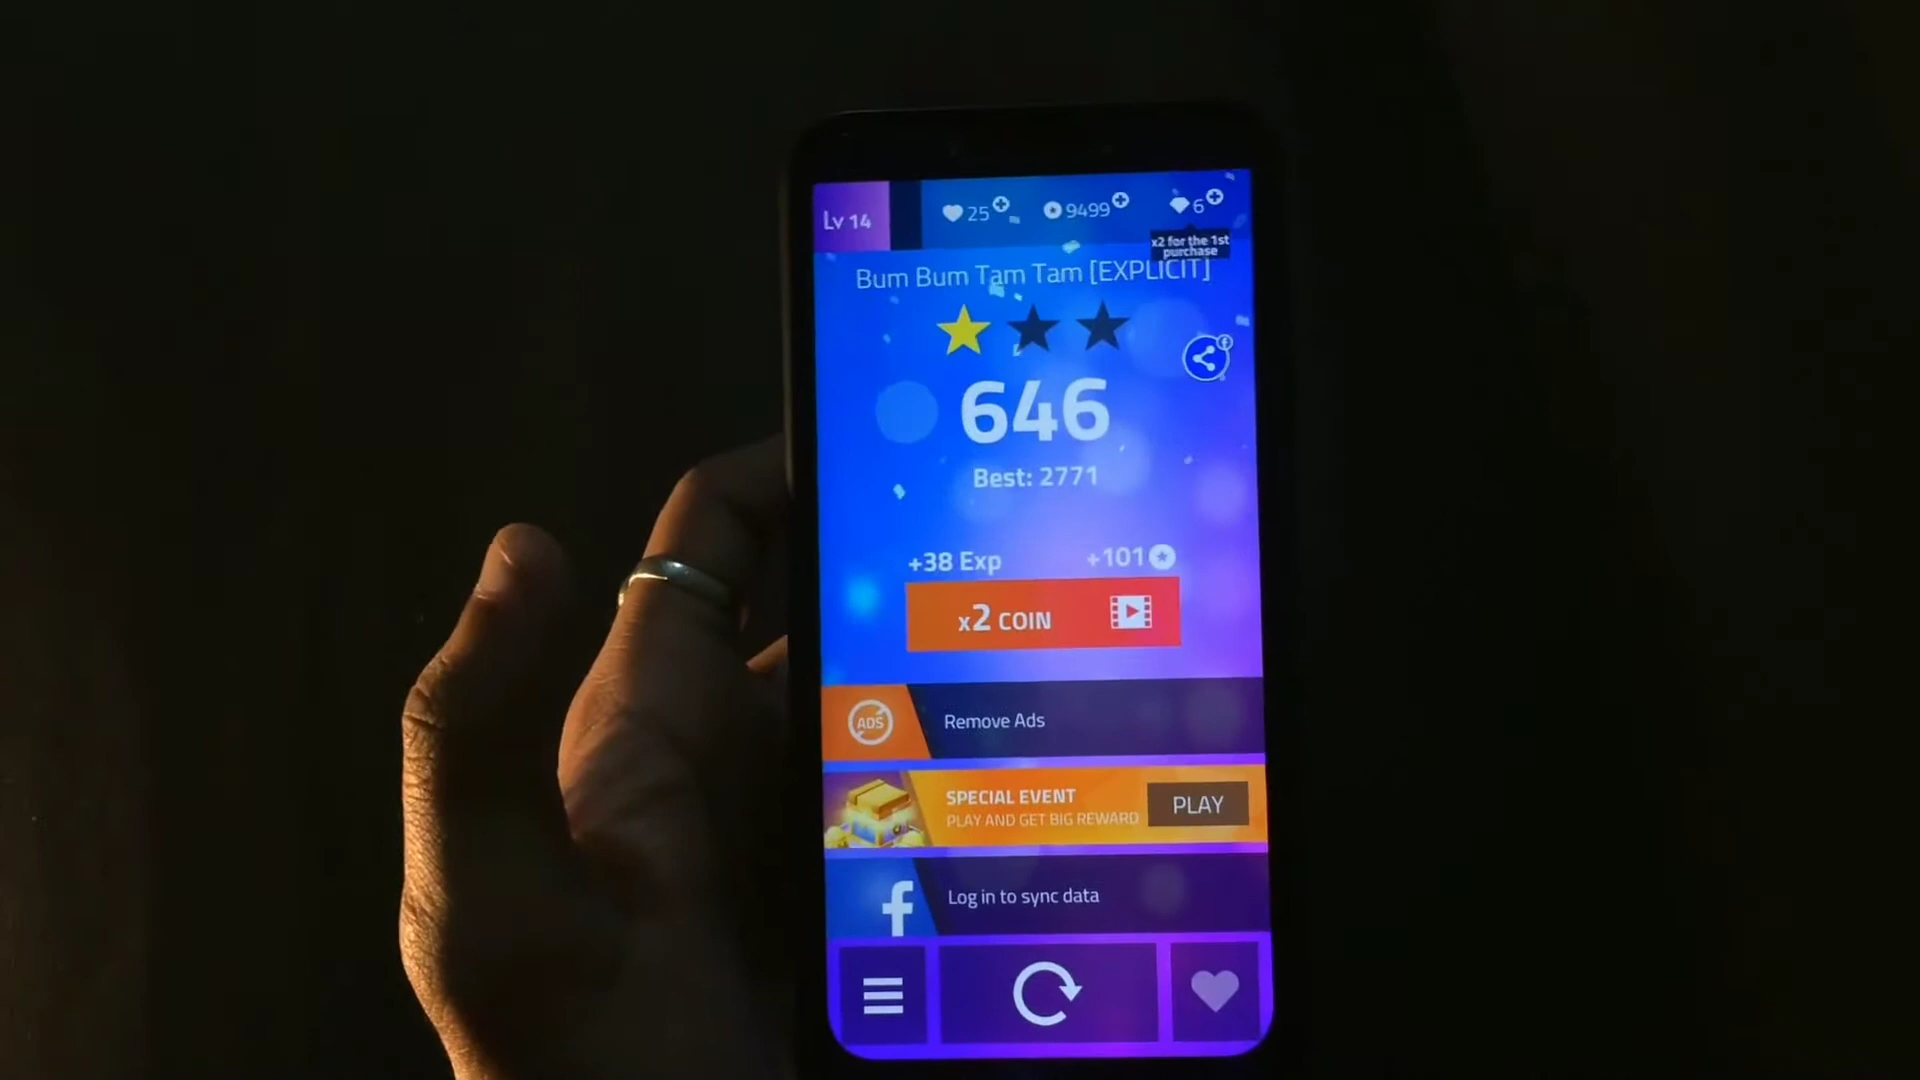 Lv 14
25
9499
6
x2 for the 1st
purchase
Bum Bum Tam Tam [EXPLICIT]
646
Best: 2771
+38 Exp
+101
x2 COIN
ADS
Remove Ads
SPECIAL EVENT
PLAY AND GET BIG REWARD
PLAY
f
Log in to sync data